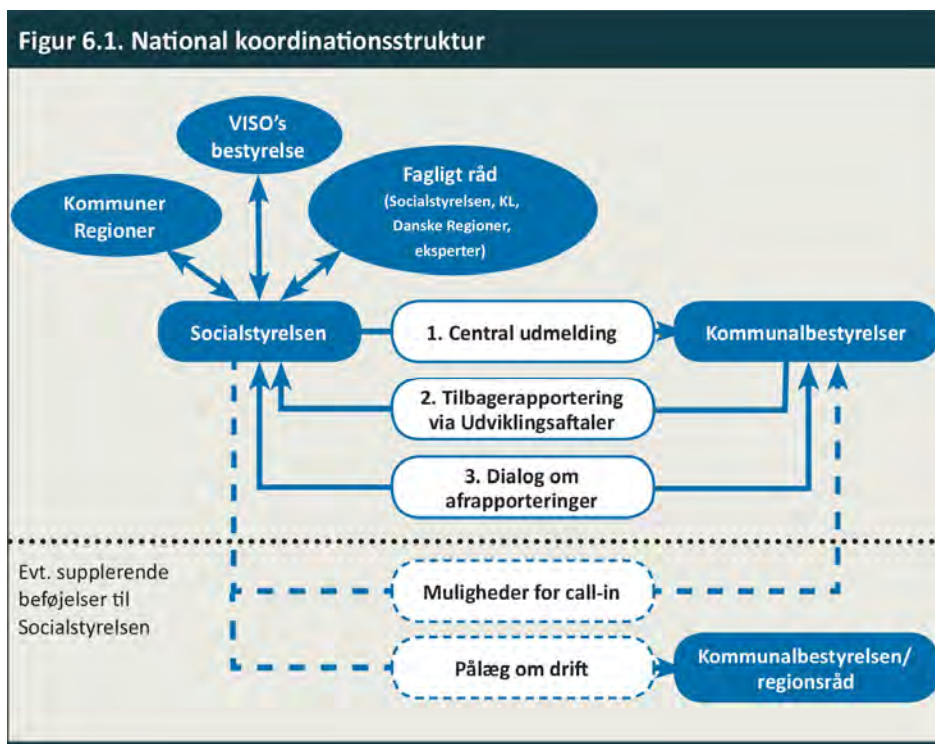 Figur 6.1. National koordinationsstruktur
VISO's
bestyrelse
Kommuner
Regioner
Fagligt råd
(Socialstyrelsen, KL,
Danske Regioner,
eksperter)
Socialstyrelsen
1. Central udmelding
Kommunalbestyrelser
2. Tilbagerapportering
via Udviklingsaftaler
3. Dialog om
afrapporteringer
Evt. supplerende
beføjelser til
Socialstyrelsen
Muligheder for call-in
Pålæg om drift
Kommunalbestyrelsen/
regionsråd